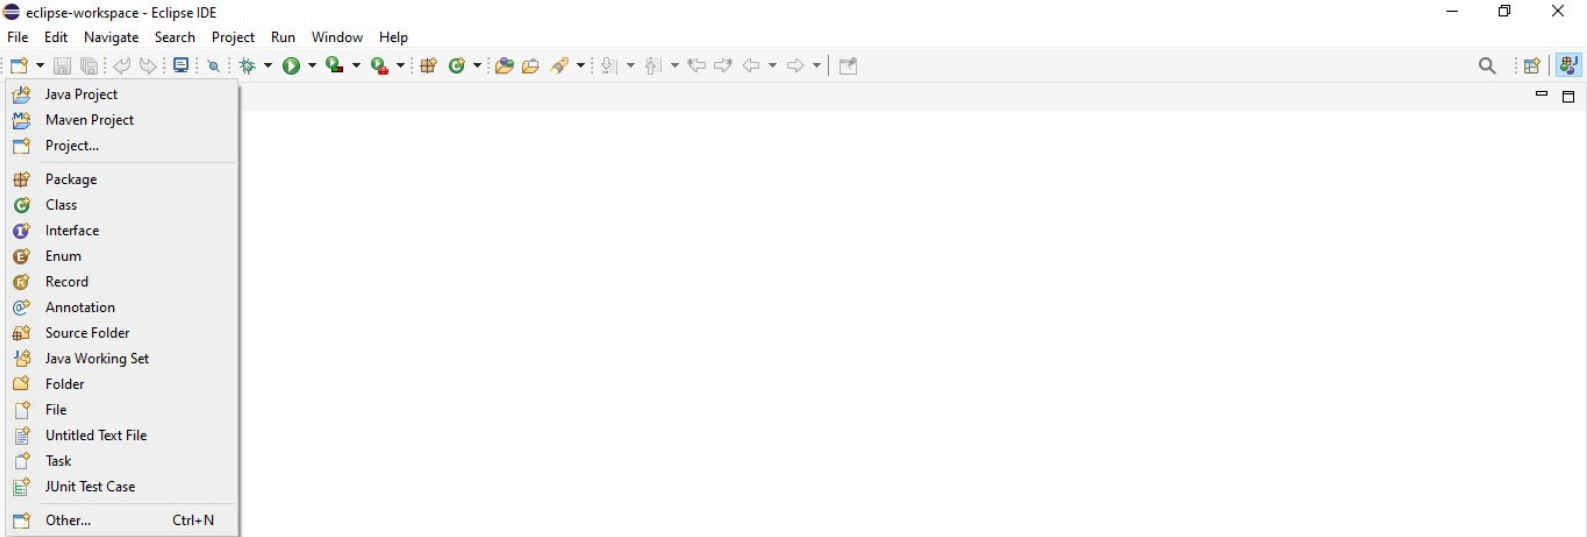 eclipse-workspace - Eclipse IDE
File Edit Navigate Search Project Run Window Help
Java Project
Maven Project
Project...
Package
Class
Interface
Enum
Record
Annotation
Source Folder
Java Working Set
Folder
File
Untitled Text File
Task
JUnit Test Case
Other... Ctrl+N